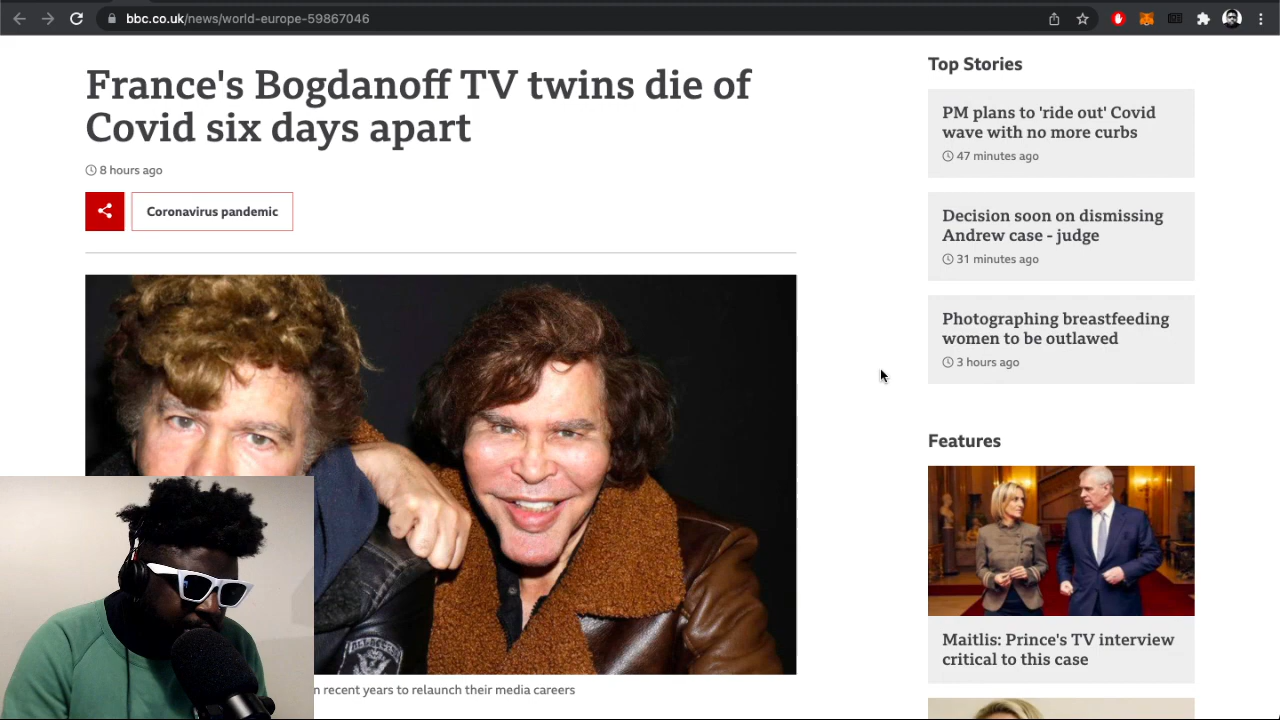 bbc.co.uk/news/world-europe-59867046
France's Bogdanoff TV twins die of
Covid six days apart
8 hours ago
Coronavirus pandemic
n recent years to relaunch their media careers
Top Stories
PM plans to 'ride out' Covid
wave with no more curbs
47 minutes ago
Decision soon on dismissing
Andrew case - judge
31 minutes ago
Photographing breastfeeding
women to be outlawed
3 hours ago
Features
Maitlis: Prince's TV interview
critical to this case